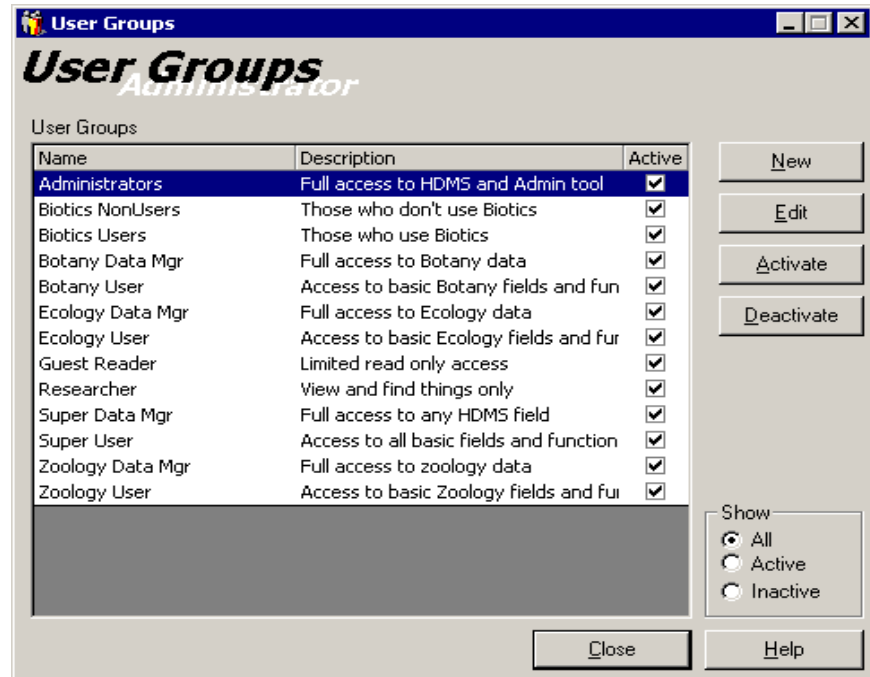 User Groups
User Groups
Administrator
User Groups
Name Description Active
Administrators Full access to HDMS and Admin tool
Biotics NonUsers Those who don't use Biotics
Biotics Users Those who use Biotics
Botany Data Mgr Full access to Botany data
Botany User Access to basic Botany fields and fun
Ecology Data Mgr Full access to Ecology data
Ecology User Access to basic Ecology fields and fur
Guest Reader Limited read only access
Researcher View and find things only
Super Data Mgr Full access to any HDMS field
Super User Access to all basic fields and function
Zoology Data Mgr Full access to zoology data
Zoology User Access to basic Zoology fields and fu
New
Edit
Activate
Deactivate
Show
All
Active
Inactive
Close Help